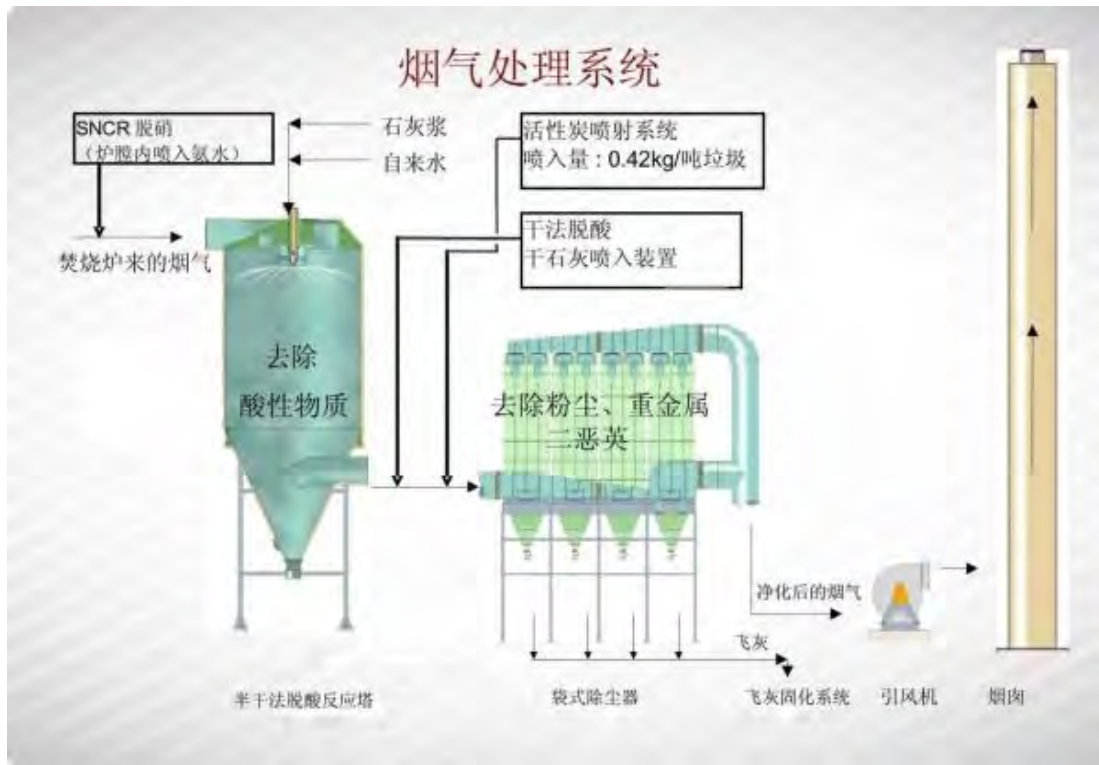 烟气处理系统
SNCR 脱硝
（炉膛内喷入氨水）
石灰浆
自来水
活性炭喷射系统
喷入量：0.42kg/吨垃圾
干法脱酸
干石灰喷入装置
焚烧炉来的烟气
去除
酸性物质
去除粉尘、重金属
二恶英
净化后的烟气
飞灰
半干法脱酸反应塔
袋式除尘器
飞灰固化系统
引风机
烟囱